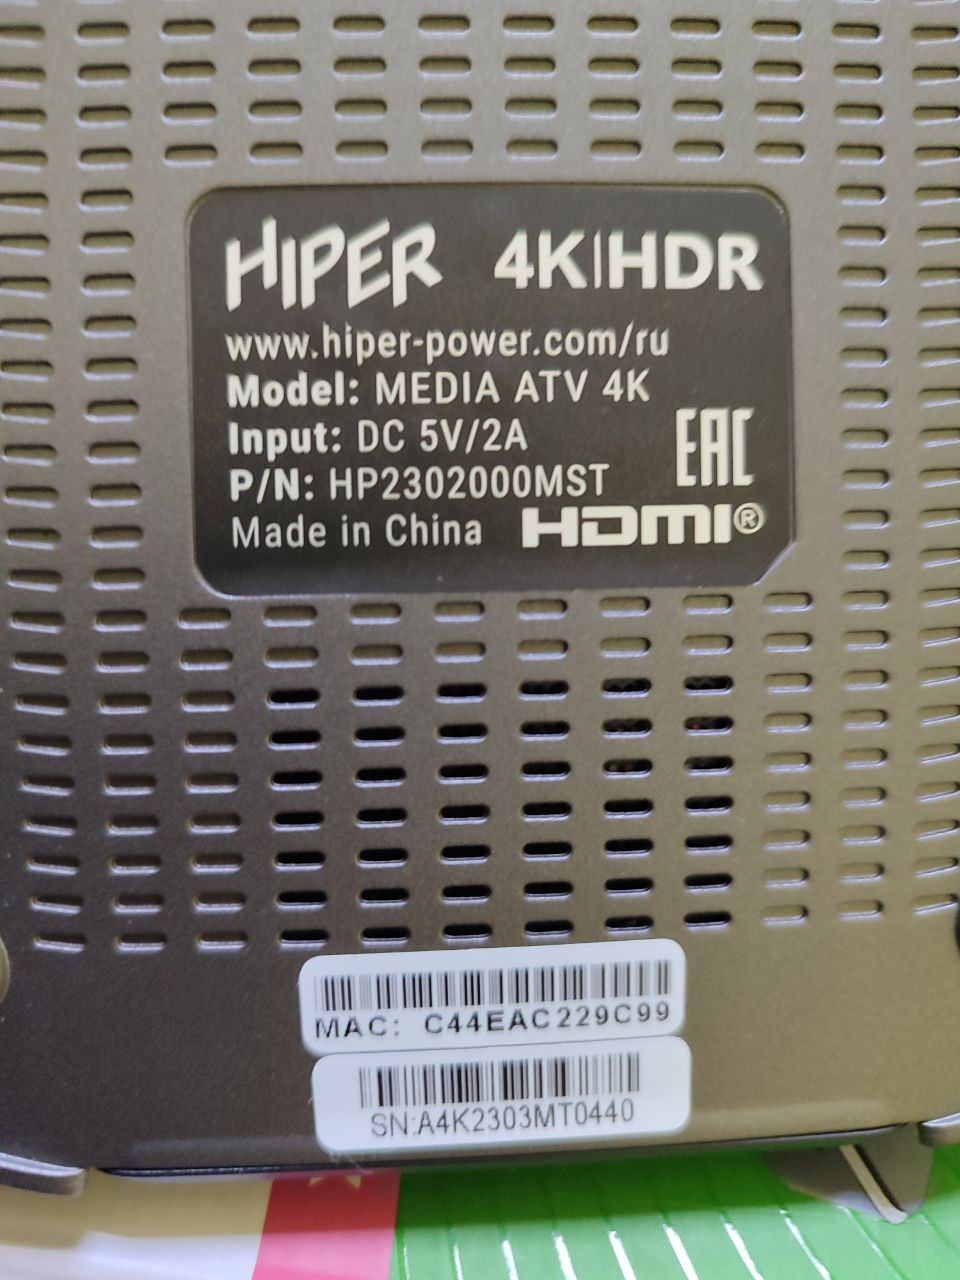 HIPER 4K|HDR
www.hiper-power.com/ru
Model: MEDIA ATV 4K
Input: DC 5V/2A
P/N: HP2302000MST
EAC
Made in China HDMI®
MAC: C44EAC229C99
SN:A4K2303MT0440